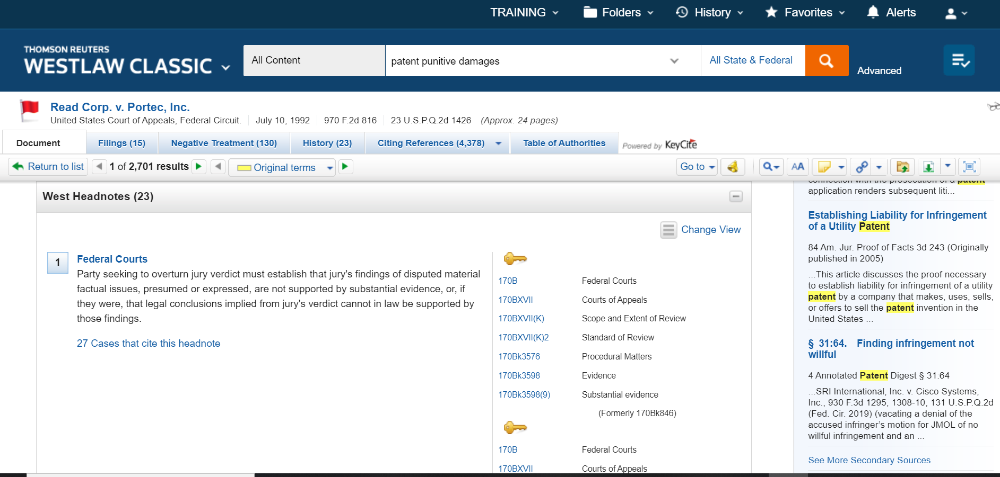 TRAINING Folders History Favorites Alerts
THOMSON REUTERS
WESTLAW CLASSIC
All Content
patent punitive damages
All State & Federal
Advanced
Read Corp. v. Portec, Inc.
United States Court of Appeals, Federal Circuit. July 10, 1992 970 F.2d 816 23 U.S.P.Q.2d 1426 (Approx. 24 pages)
Document Filings (15) Negative Treatment (130) History (23) Citing References (4,378) Table of Authorities Powered by KeyCite
Return to list 1 of 2,701 results Original terms Go to AA
West Headnotes (23)
Change View
1 Federal Courts
Party seeking to overturn jury verdict must establish that jury's findings of disputed material
factual issues, presumed or expressed, are not supported by substantial evidence, or, if
they were, that legal conclusions implied from jury's verdict cannot in law be supported by
those findings.
27 Cases that cite this headnote
170B Federal Courts
170BXVII Courts of Appeals
170BXVII(K) Scope and Extent of Review
170BXVII(K)2 Standard of Review
170Bk3576 Procedural Matters
170Bk3598 Evidence
170Bk3598(9) Substantial evidence
(Formerly 170Bk846)
170B Federal Courts
170BXVII Courts of Appeals
connection with the prosecution of a patent
application renders subsequent liti...
Establishing Liability for Infringement
of a Utility Patent
84 Am. Jur. Proof of Facts 3d 243 (Originally
published in 2005)
...This article discusses the proof necessary
to establish liability for infringement of a utility
patent by a company that makes, uses, sells,
or offers to sell the patent invention in the
United States ...
§ 31:64. Finding infringement not
willful
4 Annotated Patent Digest § 31:64
...SRI International, Inc. v. Cisco Systems,
Inc., 930 F.3d 1295, 1308-10, 131 U.S.P.Q.2d
(Fed. Cir. 2019) (vacating a denial of the
accused infringer's motion for JMOL of no
willful infringement and an ...
See More Secondary Sources